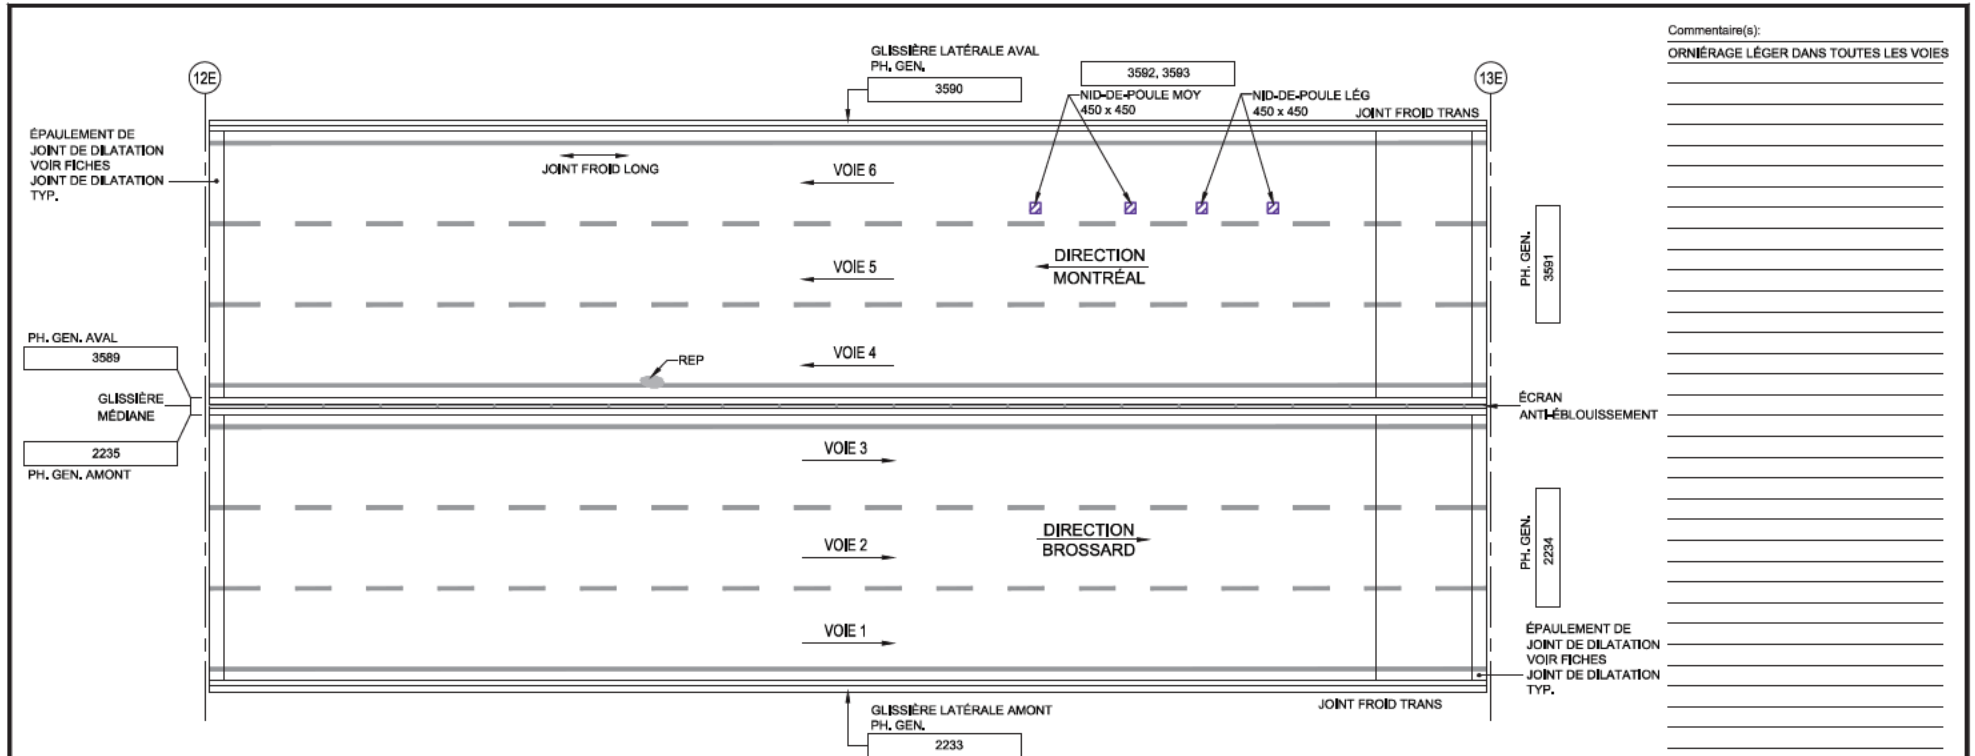 Commentaire(s):
ORNIÉRAGE LÉGER DANS TOUTES LES VOIES
12E
13E
GLISSIÈRE LATÉRALE AVAL
PH. GEN.
3590
3592, 3593
NID-DE-POULE MOY
450 x 450
NID-DE-POULE LÉG
450 x 450
JOINT FROID TRANS
ÉPAULEMENT DE
JOINT DE DILATATION
VOIR FICHES
JOINT DE DILATATION
TYP.
JOINT FROID LONG
VOIE 6
VOIE 5
DIRECTION
MONTRÉAL
PH. GEN.
3591
VOIE 4
REP
PH. GEN. AVAL
3589
GLISSIÈRE
MÉDIANE
2235
PH. GEN. AMONT
ÉCRAN
ANTI-ÉBLOUISSEMENT
VOIE 3
VOIE 2
DIRECTION
BROSSARD
PH. GEN.
2234
VOIE 1
ÉPAULEMENT DE
JOINT DE DILATATION
VOIR FICHES
JOINT DE DILATATION
TYP.
JOINT FROID TRANS
GLISSIÈRE LATÉRALE AMONT
PH. GEN.
2233